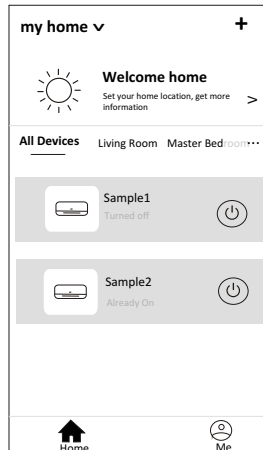 my home
Welcome home
Set your home location, get more
information
All Devices Living Room Master Bedroom
Sample1
Turned off
Sample2
Already On
Home Me